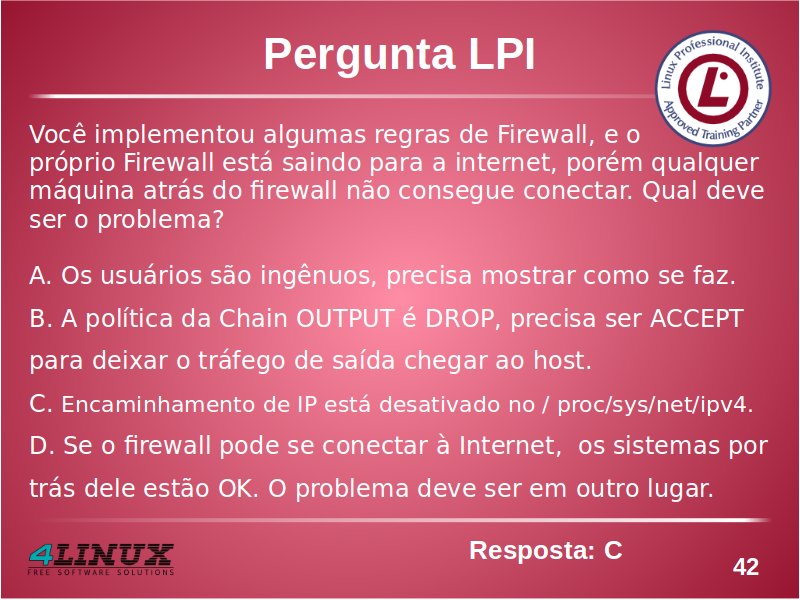 Pergunta LPI
Linux Professional Institute
Approved Training Partner
Você implementou algumas regras de Firewall, e o
próprio Firewall está saindo para a internet, porém qualquer
máquina atrás do firewall não consegue conectar. Qual deve
ser o problema?
A. Os usuários são ingênuos, precisa mostrar como se faz.
B. A política da Chain OUTPUT é DROP, precisa ser ACCEPT
para deixar o tráfego de saída chegar ao host.
C. Encaminhamento de IP está desativado no / proc/sys/net/ipv4.
D. Se o firewall pode se conectar à Internet,  os sistemas por
trás dele estão OK. O problema deve ser em outro lugar.
Resposta: C
4LINUX
FREE SOFTWARE SOLUTIONS
42